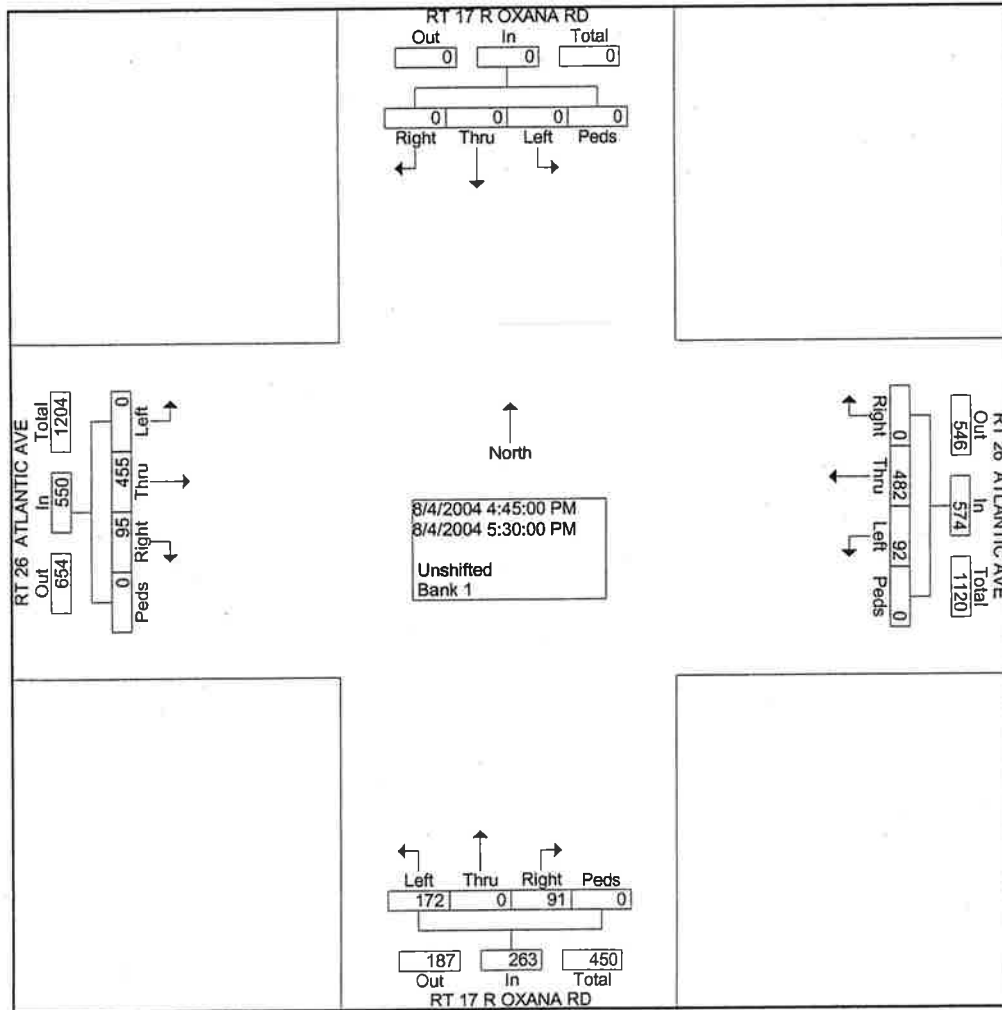 RT 17 R OXANA RD
Out In Total
0 0 0
0 0 0 0
Right Thru Left Peds
RT 26 ATLANTIC AVE
Total In Out
1204 550 654
0 455 95 0
Left Thru Right Peds
North
8/4/2004 4:45:00 PM
8/4/2004 5:30:00 PM
Unshifted
Bank 1
Right Thru Left Peds
0 482 92 0
546 574 1120
Out In Total
RT 26 ATLANTIC AVE
Left Thru Right Peds
172 0 91 0
187 263 450
Out In Total
RT 17 R OXANA RD